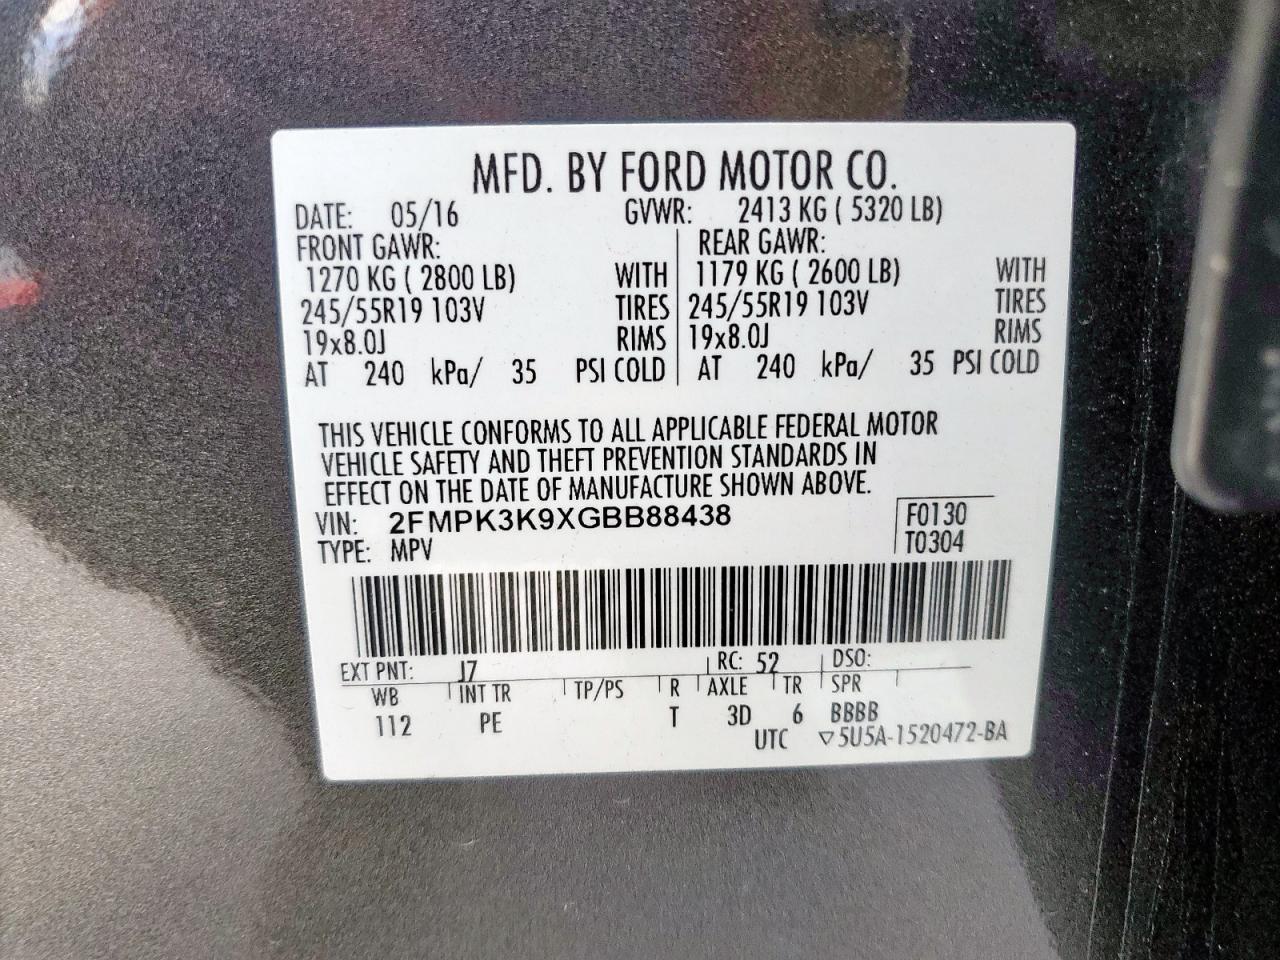 MFD. BY FORD MOTOR CO.
DATE: 05/16 GVWR: 2413 KG ( 5320 LB)
FRONT GAWR: REAR GAWR:
1270 KG ( 2800 LB) WITH 1179 KG ( 2600 LB) WITH
245/55R19 103V TIRES 245/55R19 103V TIRES
19x8.0J RIMS 19x8.0J RIMS
AT 240 kPa/ 35 PSI COLD AT 240 kPa/ 35 PSI COLD
THIS VEHICLE CONFORMS TO ALL APPLICABLE FEDERAL MOTOR
VEHICLE SAFETY AND THEFT PREVENTION STANDARDS IN
EFFECT ON THE DATE OF MANUFACTURE SHOWN ABOVE.
VIN: 2FMPK3K9XGBB88438 F0130
TYPE: MPV T0304
EXT PNT: J7 RC: 52 DSO:
WB INT TR TP/PS R AXLE TR SPR
112 PE T 3D 6 BBBB
UTC ▽5U5A-1520472-BA